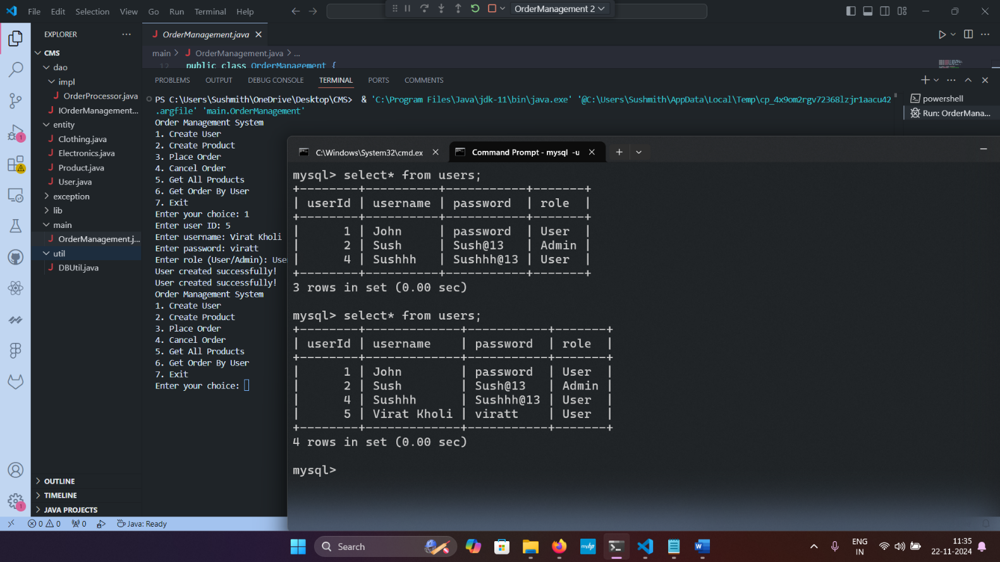 File Edit Selection View Go Run Terminal Help
OrderManagement 2
EXPLORER
CMS
dao
impl
OrderProcessor.java
IOrderManagement...
entity
Clothing.java
Electronics.java
Product.java
User.java
exception
lib
main
OrderManagement.j...
util
DBUtil.java
OUTLINE
TIMELINE
JAVA PROJECTS
OrderManagement.java
main > OrderManagement.java > ...
12 public class OrderManagement {
PROBLEMS OUTPUT DEBUG CONSOLE TERMINAL PORTS COMMENTS
powershell
Run: OrderMana...
PS C:\Users\Sushmith\OneDrive\Desktop\CMS> & 'C:\Program Files\Java\jdk-11\bin\java.exe' '@C:\Users\Sushmith\AppData\Local\Temp\cp_4x9om2rgv72368lzjr1aacu42
.argfile' 'main.OrderManagement'
Order Management System
1. Create User
2. Create Product
3. Place Order
4. Cancel Order
5. Get All Products
6. Get Order By User
7. Exit
Enter your choice: 1
Enter user ID: 5
Enter username: Virat Kholi
Enter password: viratt
Enter role (User/Admin): Use
User created successfully!
User created successfully!
Order Management System
1. Create User
2. Create Product
3. Place Order
4. Cancel Order
5. Get All Products
6. Get Order By User
7. Exit
Enter your choice:
C:\Windows\System32\cmd.ex
Command Prompt - mysql -u
mysql> select* from users;
+--------+----------+-----------+-------+
| userId | username | password  | role  |
+--------+----------+-----------+-------+
|      1 | John     | password  | User  |
|      2 | Sush     | Sush@13   | Admin |
|      4 | Sushhh   | Sushhh@13 | User  |
+--------+----------+-----------+-------+
3 rows in set (0.00 sec)
mysql> select* from users;
+--------+-------------+-----------+-------+
| userId | username    | password  | role  |
+--------+-------------+-----------+-------+
|      1 | John        | password  | User  |
|      2 | Sush        | Sush@13   | Admin |
|      4 | Sushhh      | Sushhh@13 | User  |
|      5 | Virat Kholi | viratt    | User  |
+--------+-------------+-----------+-------+
4 rows in set (0.00 sec)
mysql>
1
1
0 0 0 Java: Ready
Search
myhp
ENG
IN
11:35
22-11-2024